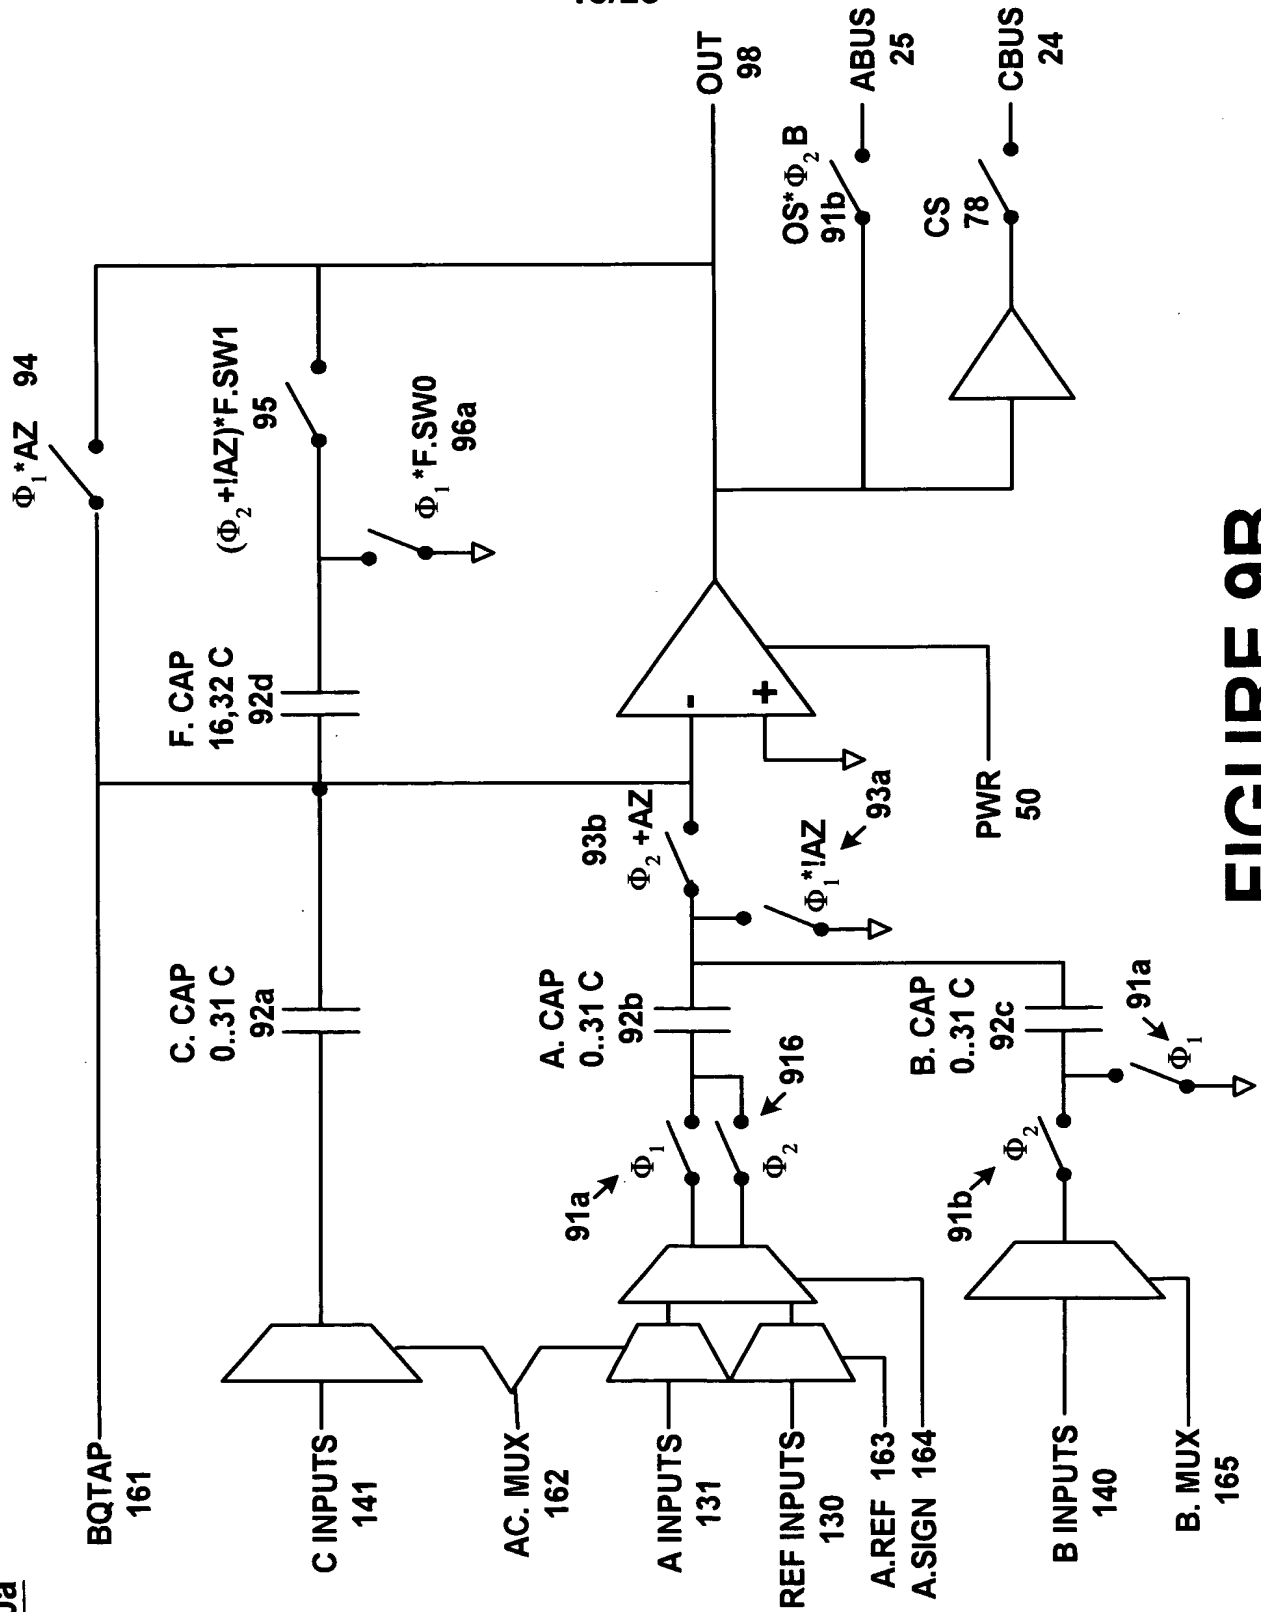 Φ1*AZ 94
F. CAP
16,32 C
92d
(Φ2+!AZ)*F.SW1
95
Φ1*F.SW0
96a
OUT
98
OS*Φ2B
91b
ABUS
25
CS
78
CBUS
24
BQTAP
161
C INPUTS
141
C. CAP
0..31 C
92a
AC. MUX
162
A INPUTS
131
REF INPUTS
130
A.REF 163
A.SIGN 164
91a
Φ1
Φ2
916
A. CAP
0..31 C
92b
93b
Φ2 +AZ
Φ1*!AZ
93a
-
+
PWR
50
B INPUTS
140
B. MUX
165
91b
Φ2
B. CAP
0..31 C
92c
91a
Φ1
FIGURE 9B